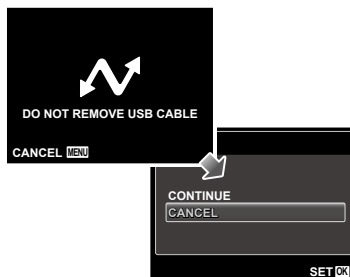 DO NOT REMOVE USB CABLE
CANCEL MENU
CONTINUE
CANCEL
SET OK